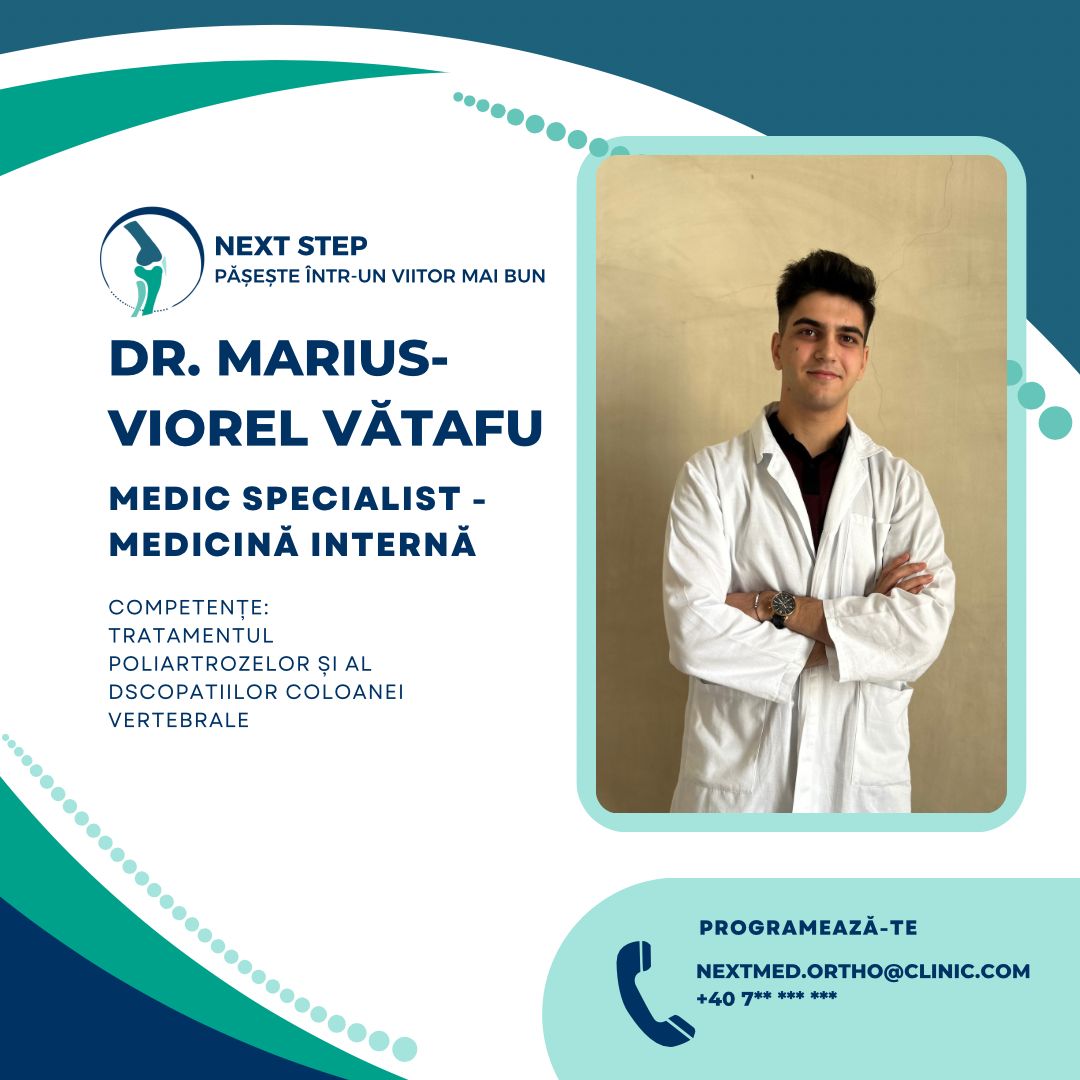 NEXT STEP
PĂȘEȘTE ÎNTR-UN VIITOR MAI BUN
DR. MARIUS-
VIOREL VĂTAFU
MEDIC SPECIALIST -
MEDICINĂ INTERNĂ
COMPETENȚE:
TRATAMENTUL
POLIARTROZELOR ȘI AL
DSCOPATIILOR COLOANEI
VERTEBRALE
PROGRAMEAZĂ-TE
NEXTMED.ORTHO@CLINIC.COM
+40 7** *** ***